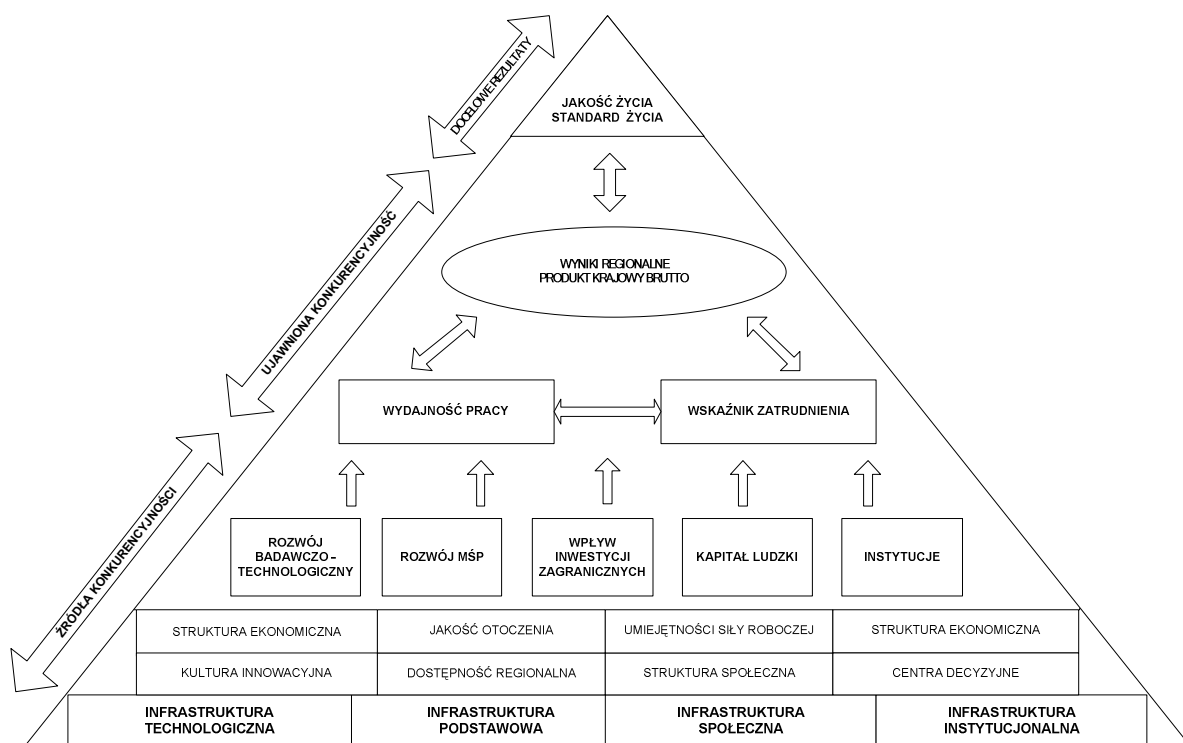 DOCELOWE REZULTATY
JAKOŚĆ ŻYCIA
STANDARD ŻYCIA
UJAWNIONA KONKURENCYJNOŚĆ
WYNIKI REGIONALNE
PRODUKT KRAJOWY BRUTTO
WYDAJNOŚĆ PRACY
WSKAŹNIK ZATRUDNIENIA
ŹRÓDŁA KONKURENCYJNOŚCI
ROZWÓJ
BADAWCZO –
TECHNOLOGICZNY
ROZWÓJ MŚP
WPŁYW
INWESTYCJI
ZAGRANICZNYCH
KAPITAŁ LUDZKI
INSTYTUCJE
STRUKTURA EKONOMICZNA
JAKOŚĆ OTOCZENIA
UMIEJĘTNOŚCI SIŁY ROBOCZEJ
STRUKTURA EKONOMICZNA
KULTURA INNOWACYJNA
DOSTĘPNOŚĆ REGIONALNA
STRUKTURA SPOŁECZNA
CENTRA DECYZYJNE
INFRASTRUKTURA
TECHNOLOGICZNA
INFRASTRUKTURA
PODSTAWOWA
INFRASTRUKTURA
SPOŁECZNA
INFRASTRUKTURA
INSTYTUCJONALNA